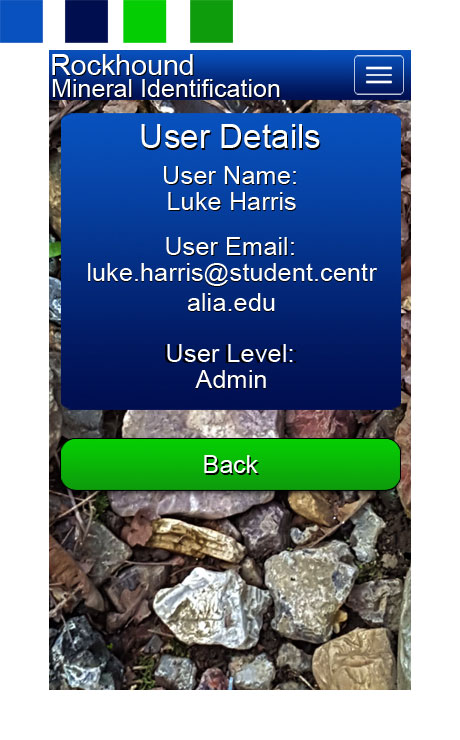 Rockhound
Mineral Identification
User Details
User Name:
Luke Harris
User Email:
luke.harris@student.centr
alia.edu
User Level:
Admin
Back